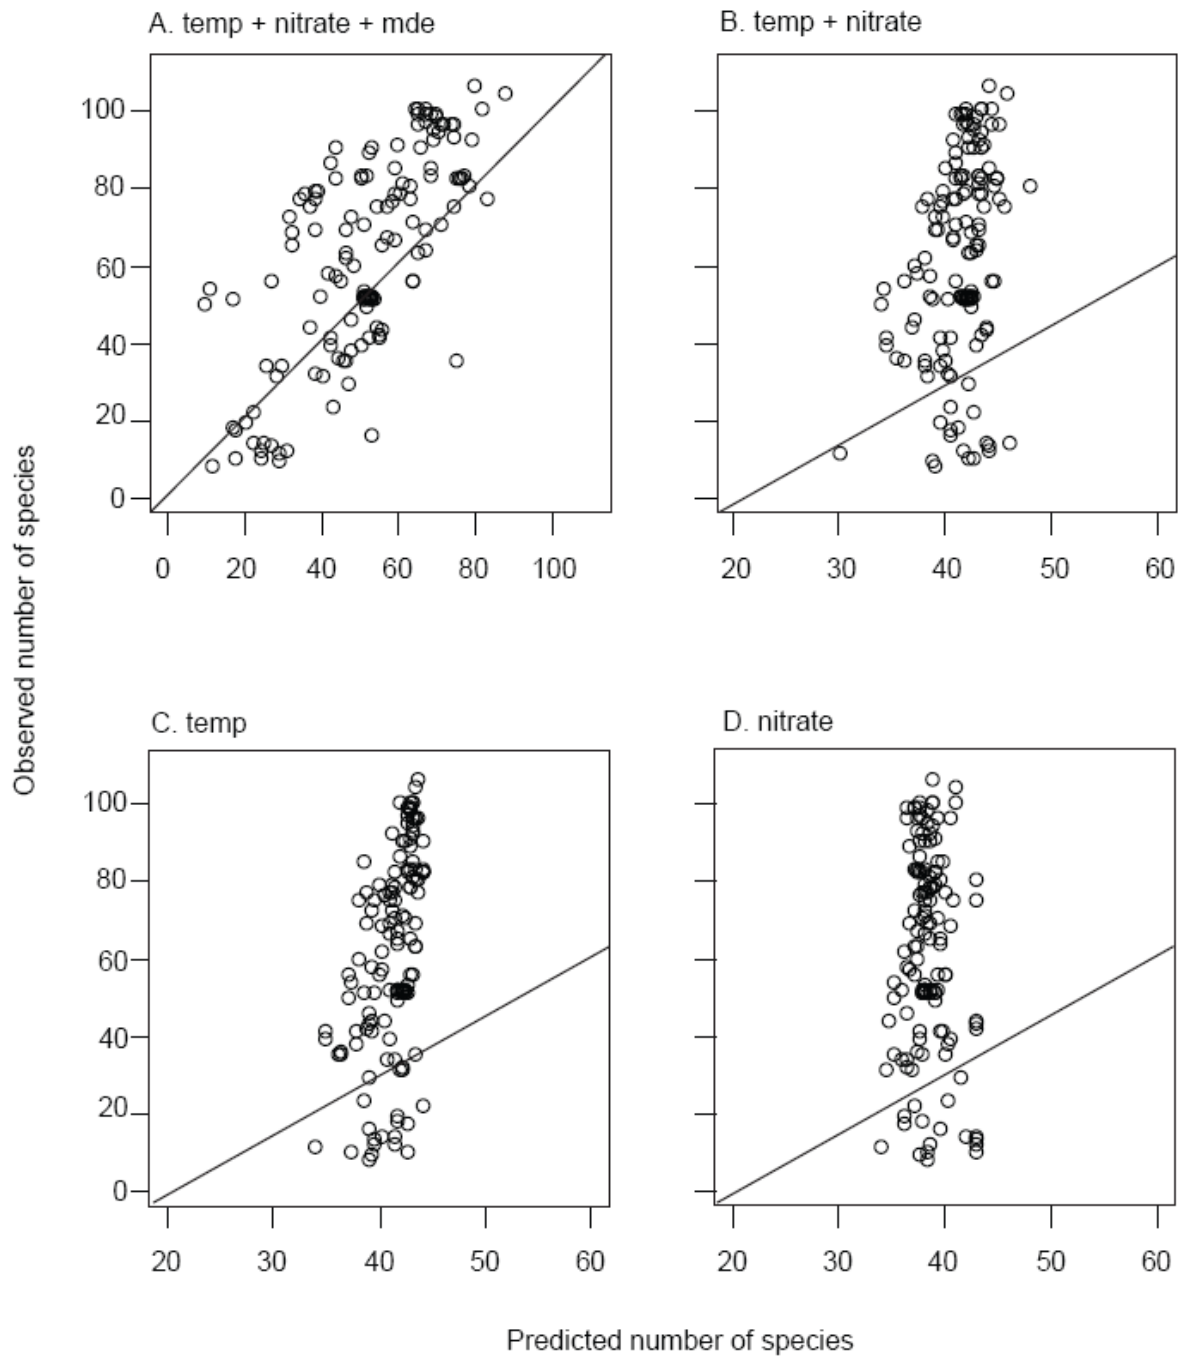 A. temp + nitrate + mde
B. temp + nitrate
100
80
60
40
20
0
0 20 40 60 80 100
20 30 40 50 60
Observed number of species
C. temp
D. nitrate
100
80
60
40
20
0
20 30 40 50 60
20 30 40 50 60
Predicted number of species